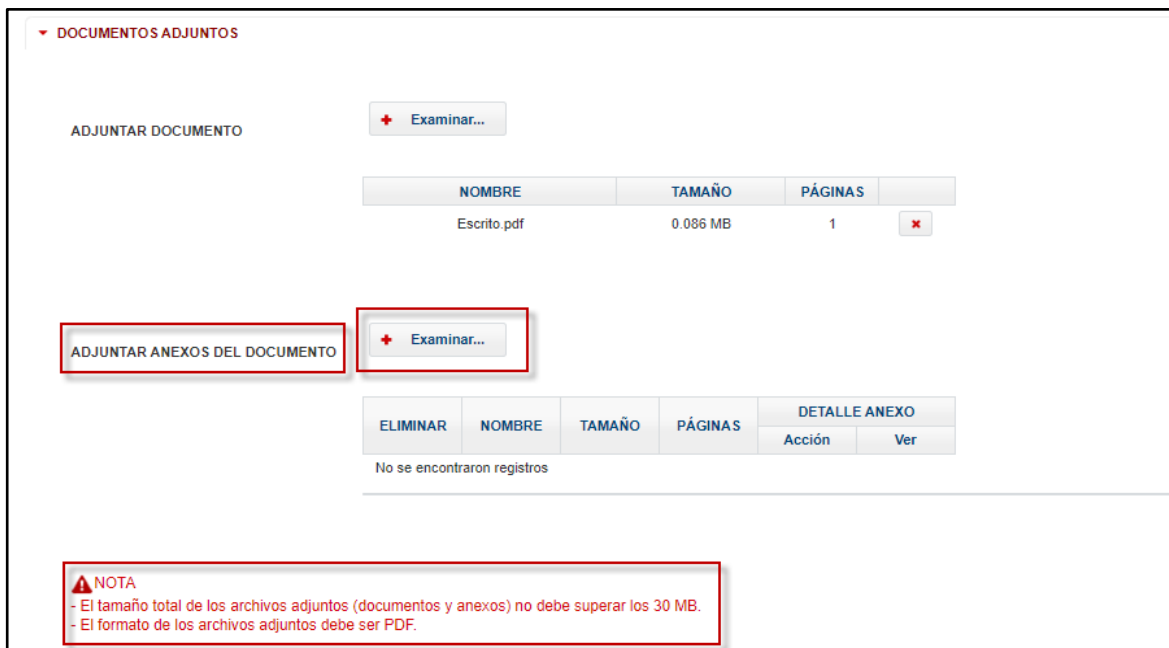 DOCUMENTOS ADJUNTOS
ADJUNTAR DOCUMENTO
Examinar...
NOMBRE TAMAÑO PÁGINAS
Escrito.pdf 0.086 MB 1
ADJUNTAR ANEXOS DEL DOCUMENTO
Examinar...
ELIMINAR NOMBRE TAMAÑO PÁGINAS DETALLE ANEXO
Acción Ver
No se encontraron registros
NOTA
- El tamaño total de los archivos adjuntos (documentos y anexos) no debe superar los 30 MB.
- El formato de los archivos adjuntos debe ser PDF.